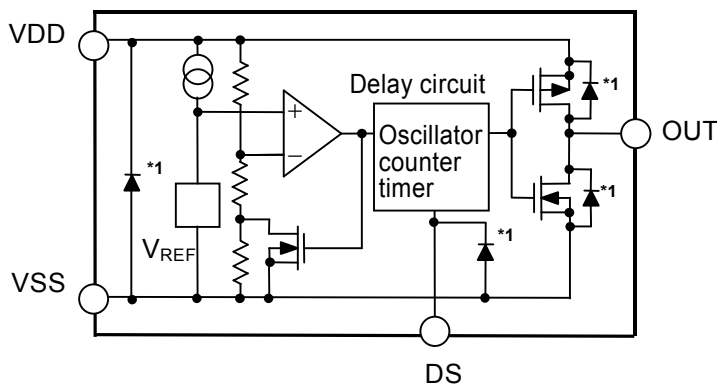 VDD
Delay circuit
*1
OUT
+
−
Oscillator
counter
timer
*1
*1
VREF
*1
VSS
DS